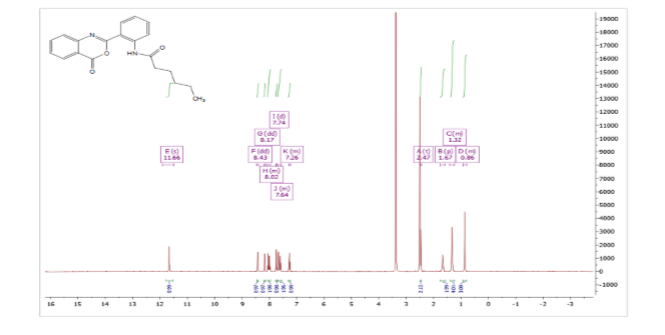 N
O
O
HN
O
CH₃
I (d)
7.74
G (dd)
8.17
C(m)
1.32
E (s)
11.66
F (dd)
8.43
K (m)
7.26
A (t)
2.47
B (p)
1.67
D (m)
0.86
H (m)
8.02
J (m)
7.64
19000
18000
17000
16000
15000
14000
13000
12000
11000
10000
9000
8000
7000
6000
5000
4000
3000
2000
1000
0
-1000
16 15 14 13 12 11 10 9 8 7 6 5 4 3 2 1 0 -1 -2 -3